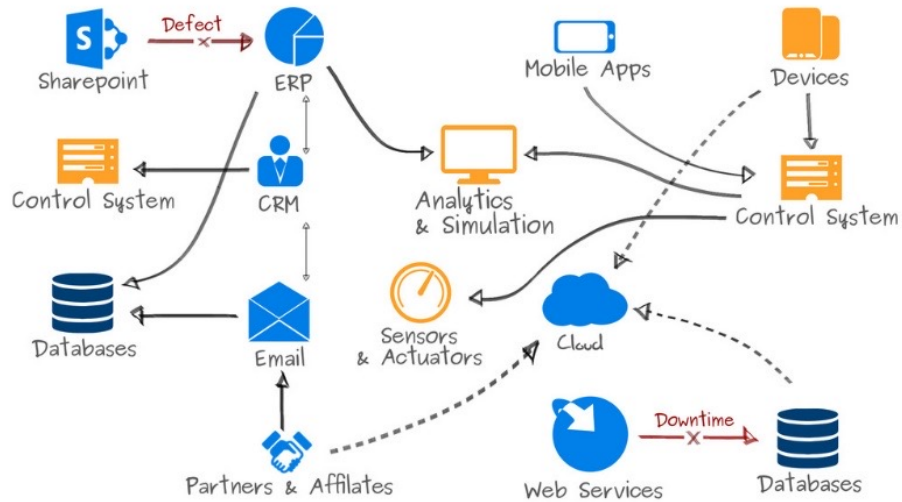 Defect
S
Sharepoint
ERP
Mobile Apps
Devices
Control System
CRM
Analytics
& Simulation
Control System
Databases
Email
Sensors
& Actuators
Cloud
Downtime
Partners & Affilates
Web Services
Databases